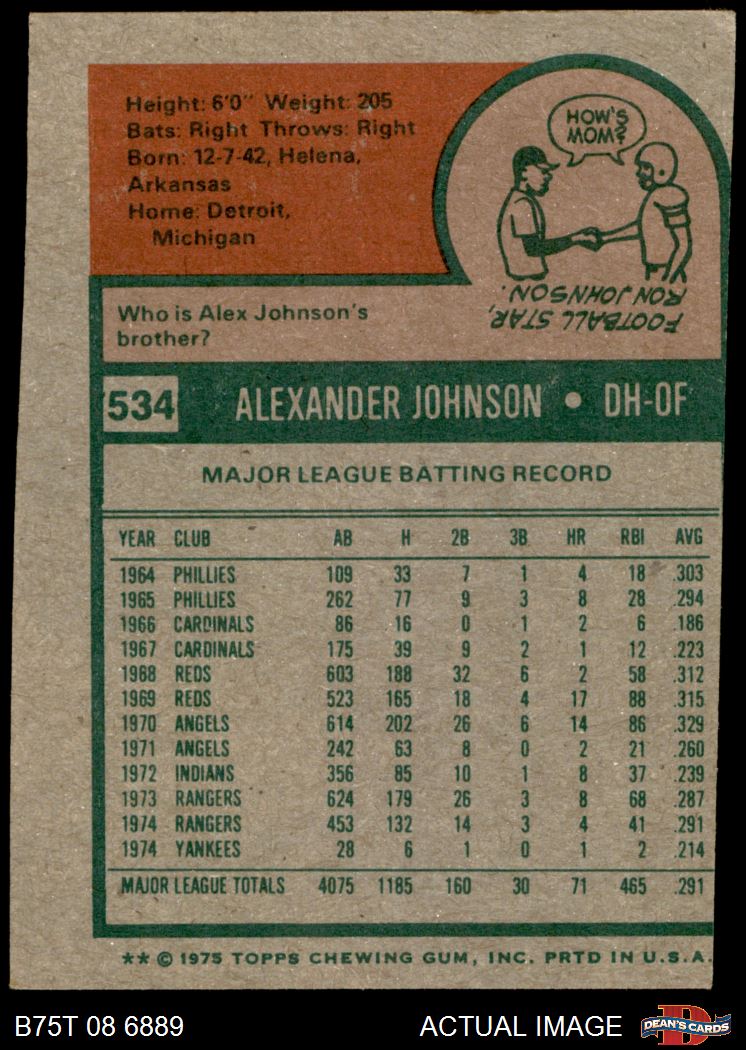 Height: 6'0" Weight: 205
Bats: Right Throws: Right
Born: 12-7-42, Helena,
Arkansas
Home: Detroit,
Michigan
HOW'S
MOM?
FOOTBALL STAR,
RON JOHNSON.
Who is Alex Johnson's
brother?
534 ALEXANDER JOHNSON • DH-OF
MAJOR LEAGUE BATTING RECORD
YEAR CLUB AB H 2B 3B HR RBI AVG
1964 PHILLIES 109 33 7 1 4 18 .303
1965 PHILLIES 262 77 9 3 8 28 .294
1966 CARDINALS 86 16 0 1 2 6 .186
1967 CARDINALS 175 39 9 2 1 12 .223
1968 REDS 603 188 32 6 2 58 .312
1969 REDS 523 165 18 4 17 88 .315
1970 ANGELS 614 202 26 6 14 86 .329
1971 ANGELS 242 63 8 0 2 21 .260
1972 INDIANS 356 85 10 1 8 37 .239
1973 RANGERS 624 179 26 3 8 68 .287
1974 RANGERS 453 132 14 3 4 41 .291
1974 YANKEES 28 6 1 0 1 2 .214
MAJOR LEAGUE TOTALS 4075 1185 160 30 71 465 .291
** © 1975 TOPPS CHEWING GUM, INC. PRTD IN U.S.A.
B75T 08 6889 ACTUAL IMAGE D DEAN'S CARDS